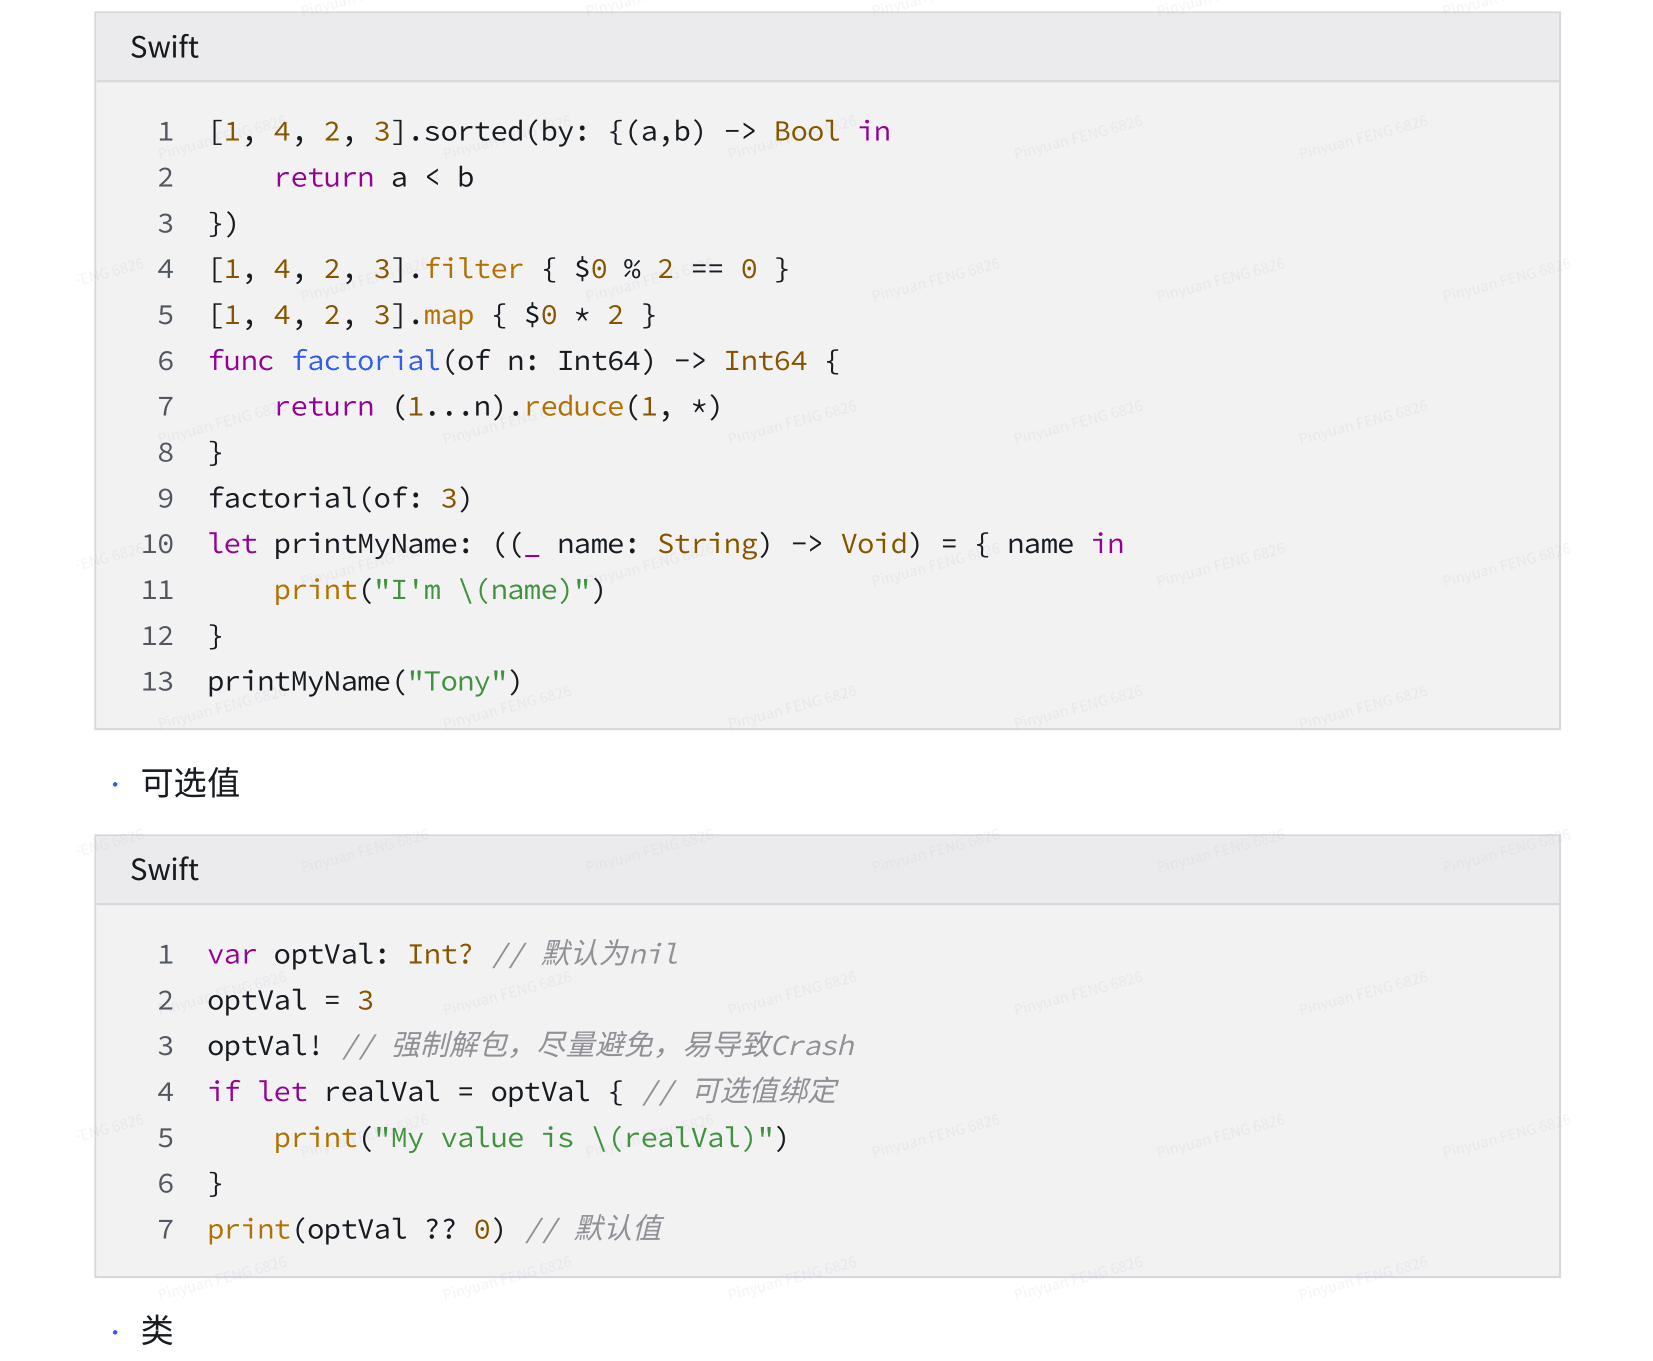 Swift
1 [1, 4, 2, 3].sorted(by: {(a,b) -> Bool in
2     return a < b
3 })
4 [1, 4, 2, 3].filter { $0 % 2 == 0 }
5 [1, 4, 2, 3].map { $0 * 2 }
6 func factorial(of n: Int64) -> Int64 {
7     return (1...n).reduce(1, *)
8 }
9 factorial(of: 3)
10 let printMyName: ((_ name: String) -> Void) = { name in
11     print("I'm \(name)")
12 }
13 printMyName("Tony")
· 可选值
Swift
1 var optVal: Int? // 默认为nil
2 optVal = 3
3 optVal! // 强制解包，尽量避免，易导致Crash
4 if let realVal = optVal { // 可选值绑定
5     print("My value is \(realVal)")
6 }
7 print(optVal ?? 0) // 默认值
· 类
Pinyuan FENG 6826